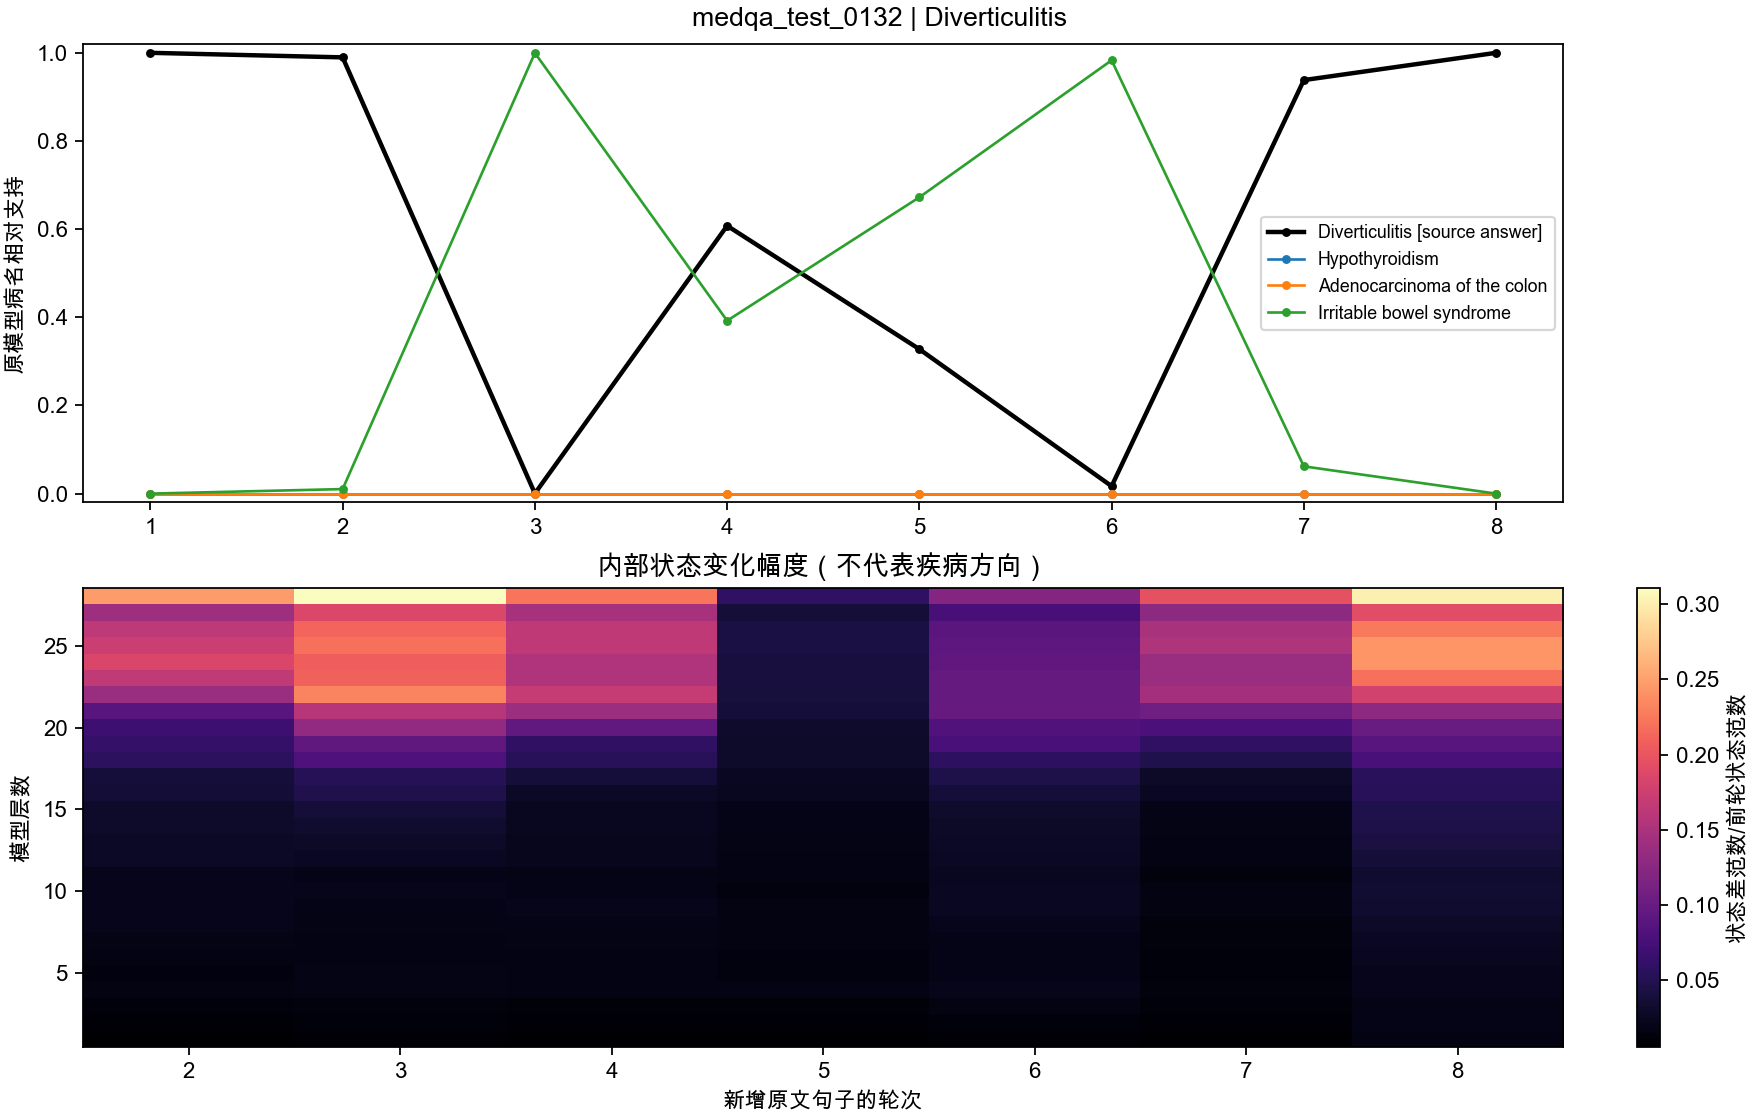 medqa_test_0132 | Diverticulitis
原模型病名相对支持
1.0
0.8
0.6
0.4
0.2
0.0
Diverticulitis [source answer]
Hypothyroidism
Adenocarcinoma of the colon
Irritable bowel syndrome
1 2 3 4 5 6 7 8
内部状态变化幅度（不代表疾病方向）
模型层数
25
20
15
10
5
2 3 4 5 6 7 8
新增原文句子的轮次
0.30
0.25
0.20
0.15
0.10
0.05
状态差范数/前轮状态范数